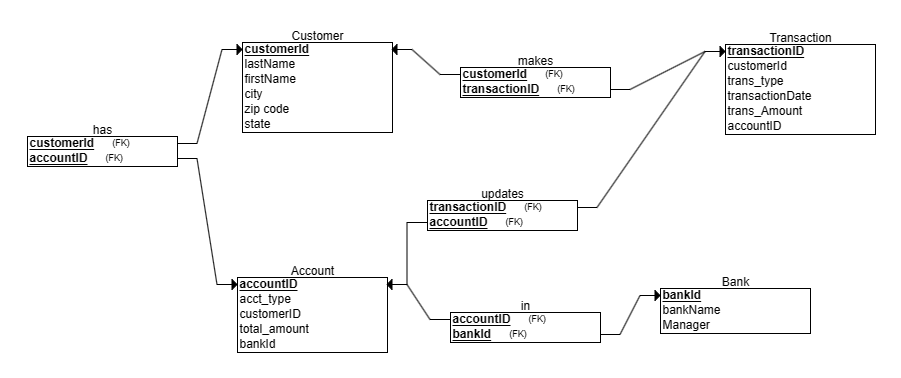 Customer
customerId
lastName
firstName
city
zip code
state
makes
customerId (FK)
transactionID (FK)
Transaction
transactionID
customerId
trans_type
transactionDate
trans_Amount
accountID
has
customerId (FK)
accountID (FK)
updates
transactionID (FK)
accountID (FK)
Account
accountID
acct_type
customerID
total_amount
bankId
in
accountID (FK)
bankId (FK)
Bank
bankId
bankName
Manager